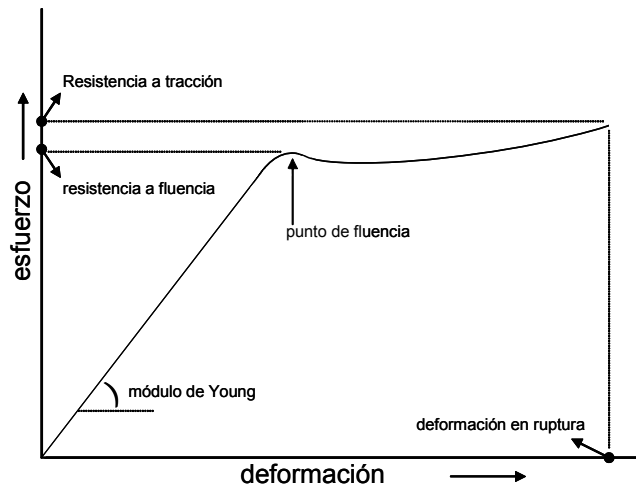 Resistencia a tracción
resistencia a fluencia
esfuerzo
punto de fluencia
módulo de Young
deformación en ruptura
deformación